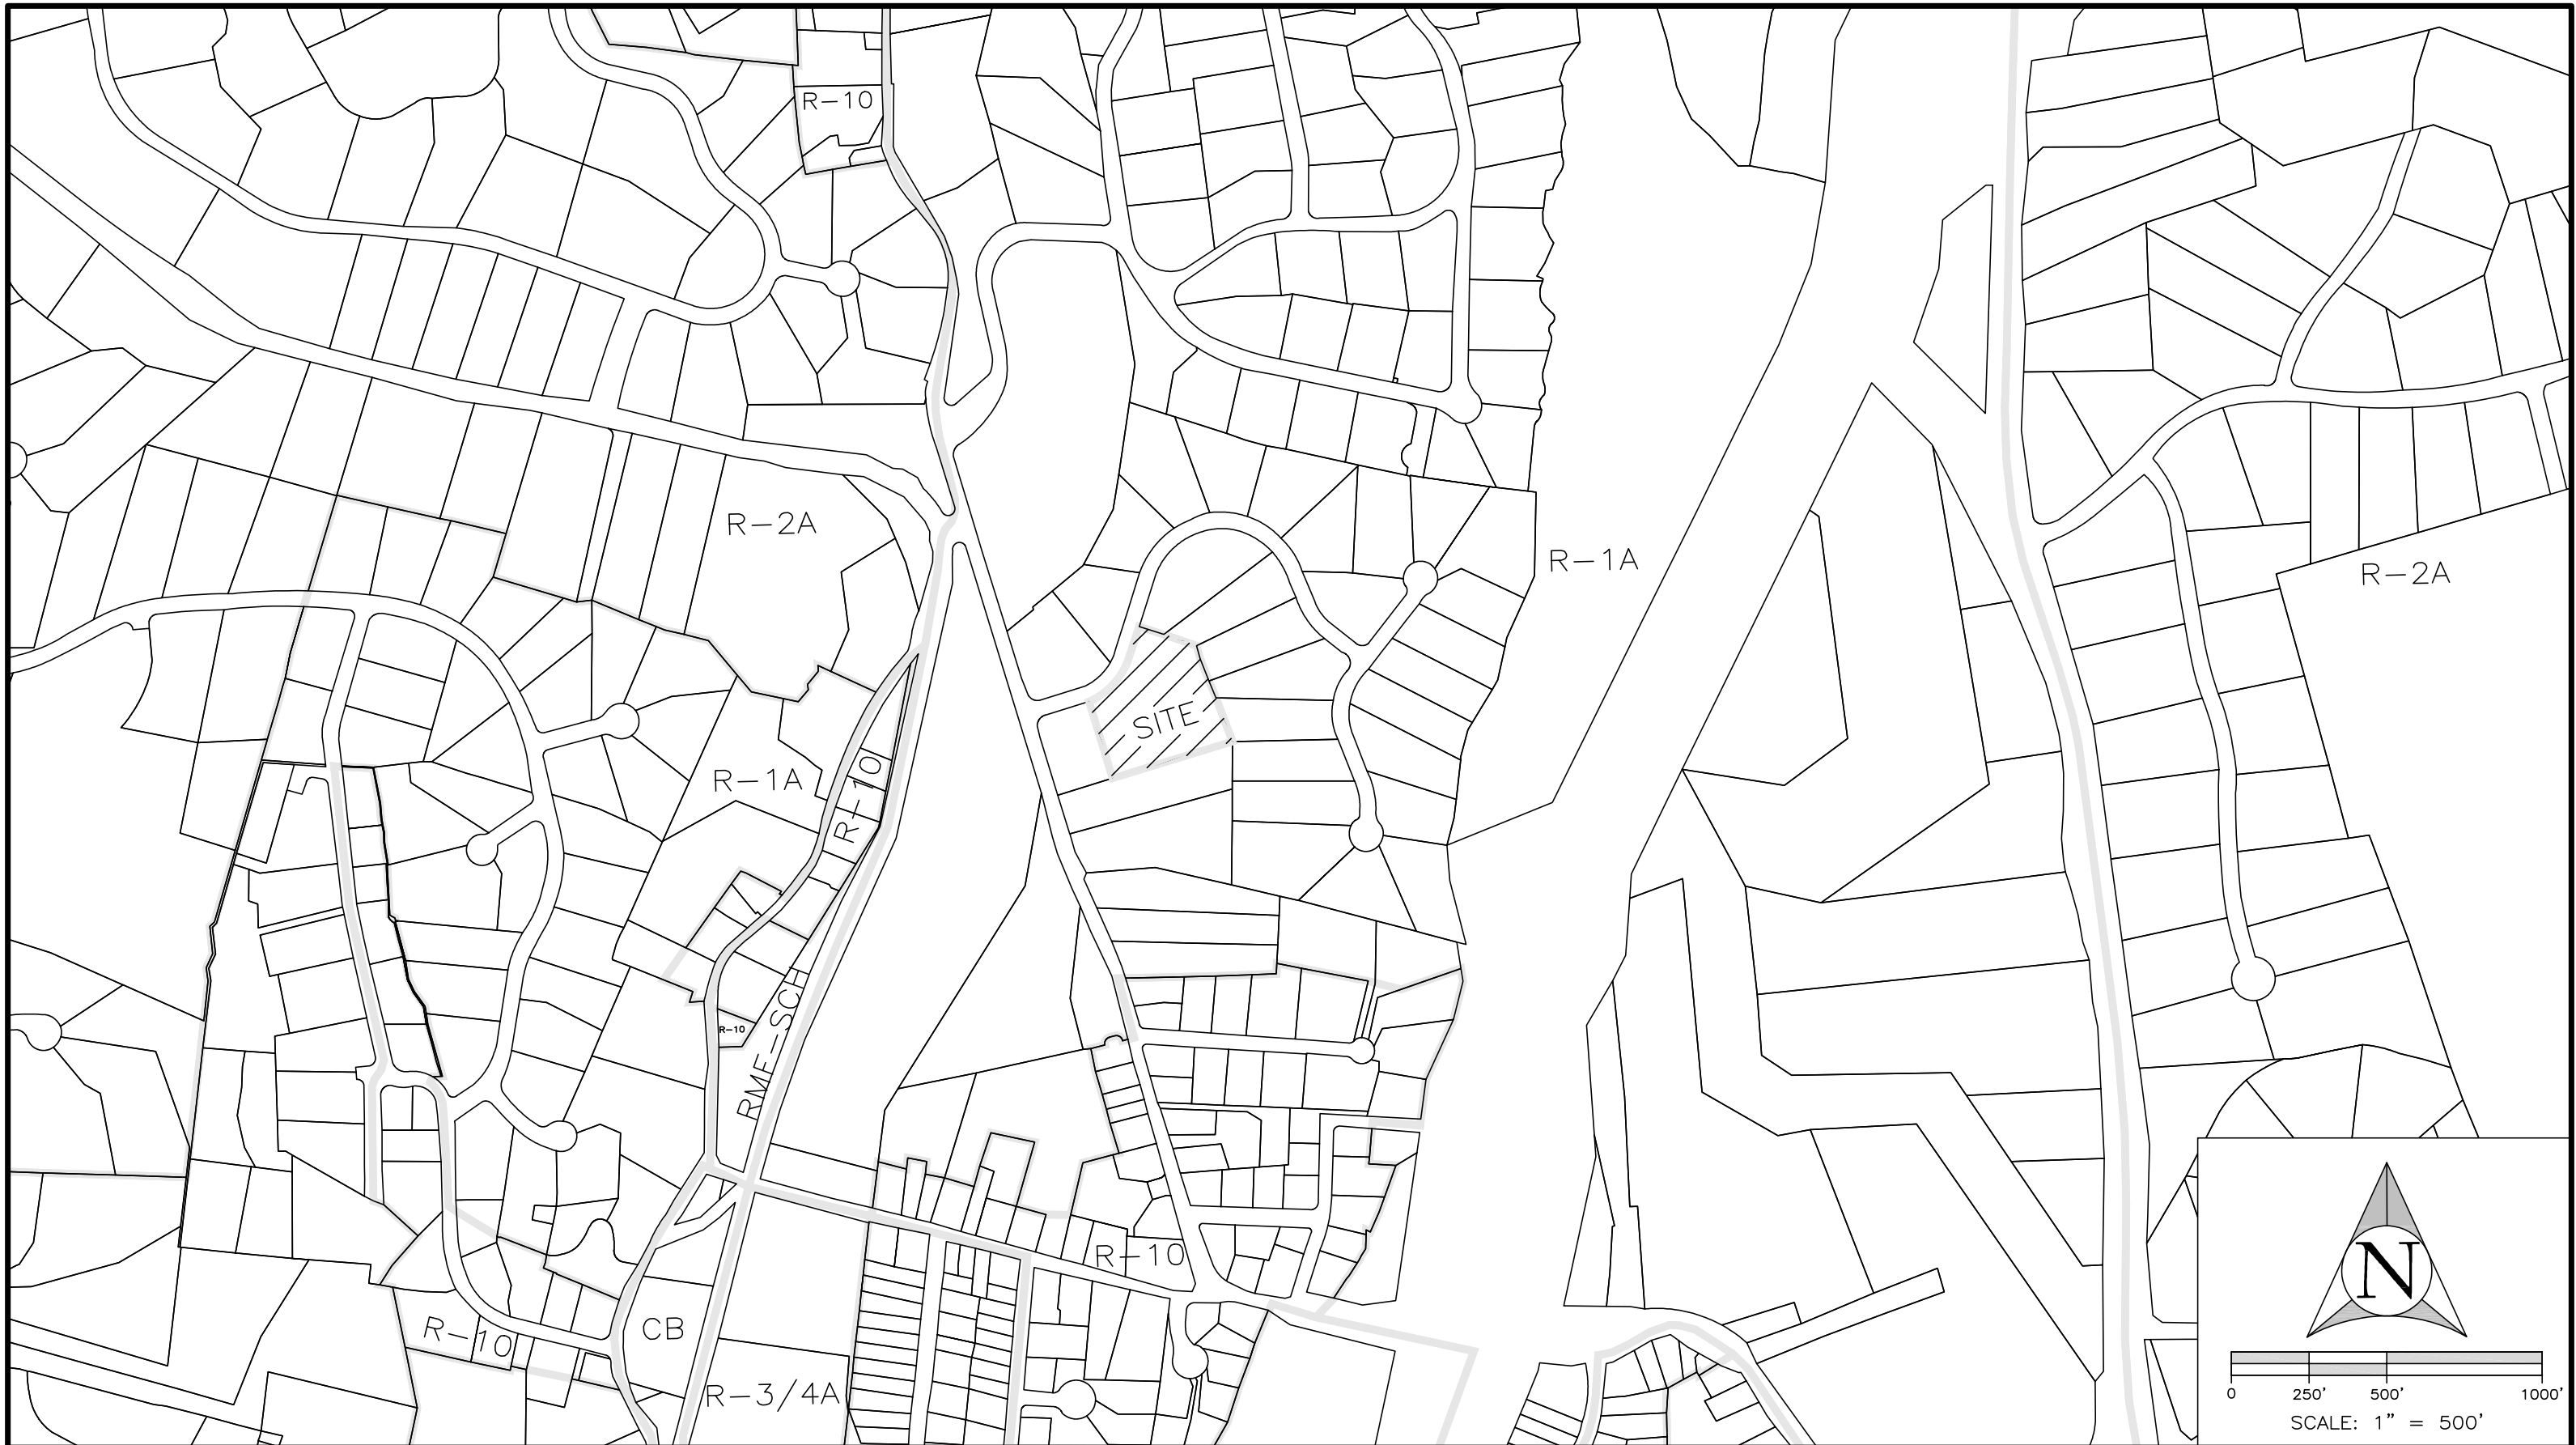 R-10
R-2A
R-1A
R-2A
SITE
R-1A
R-10
RMF-SCH
R-10
R-10
R-10
CB
R-3/4A
N
0 250' 500' 1000'
SCALE: 1" = 500'